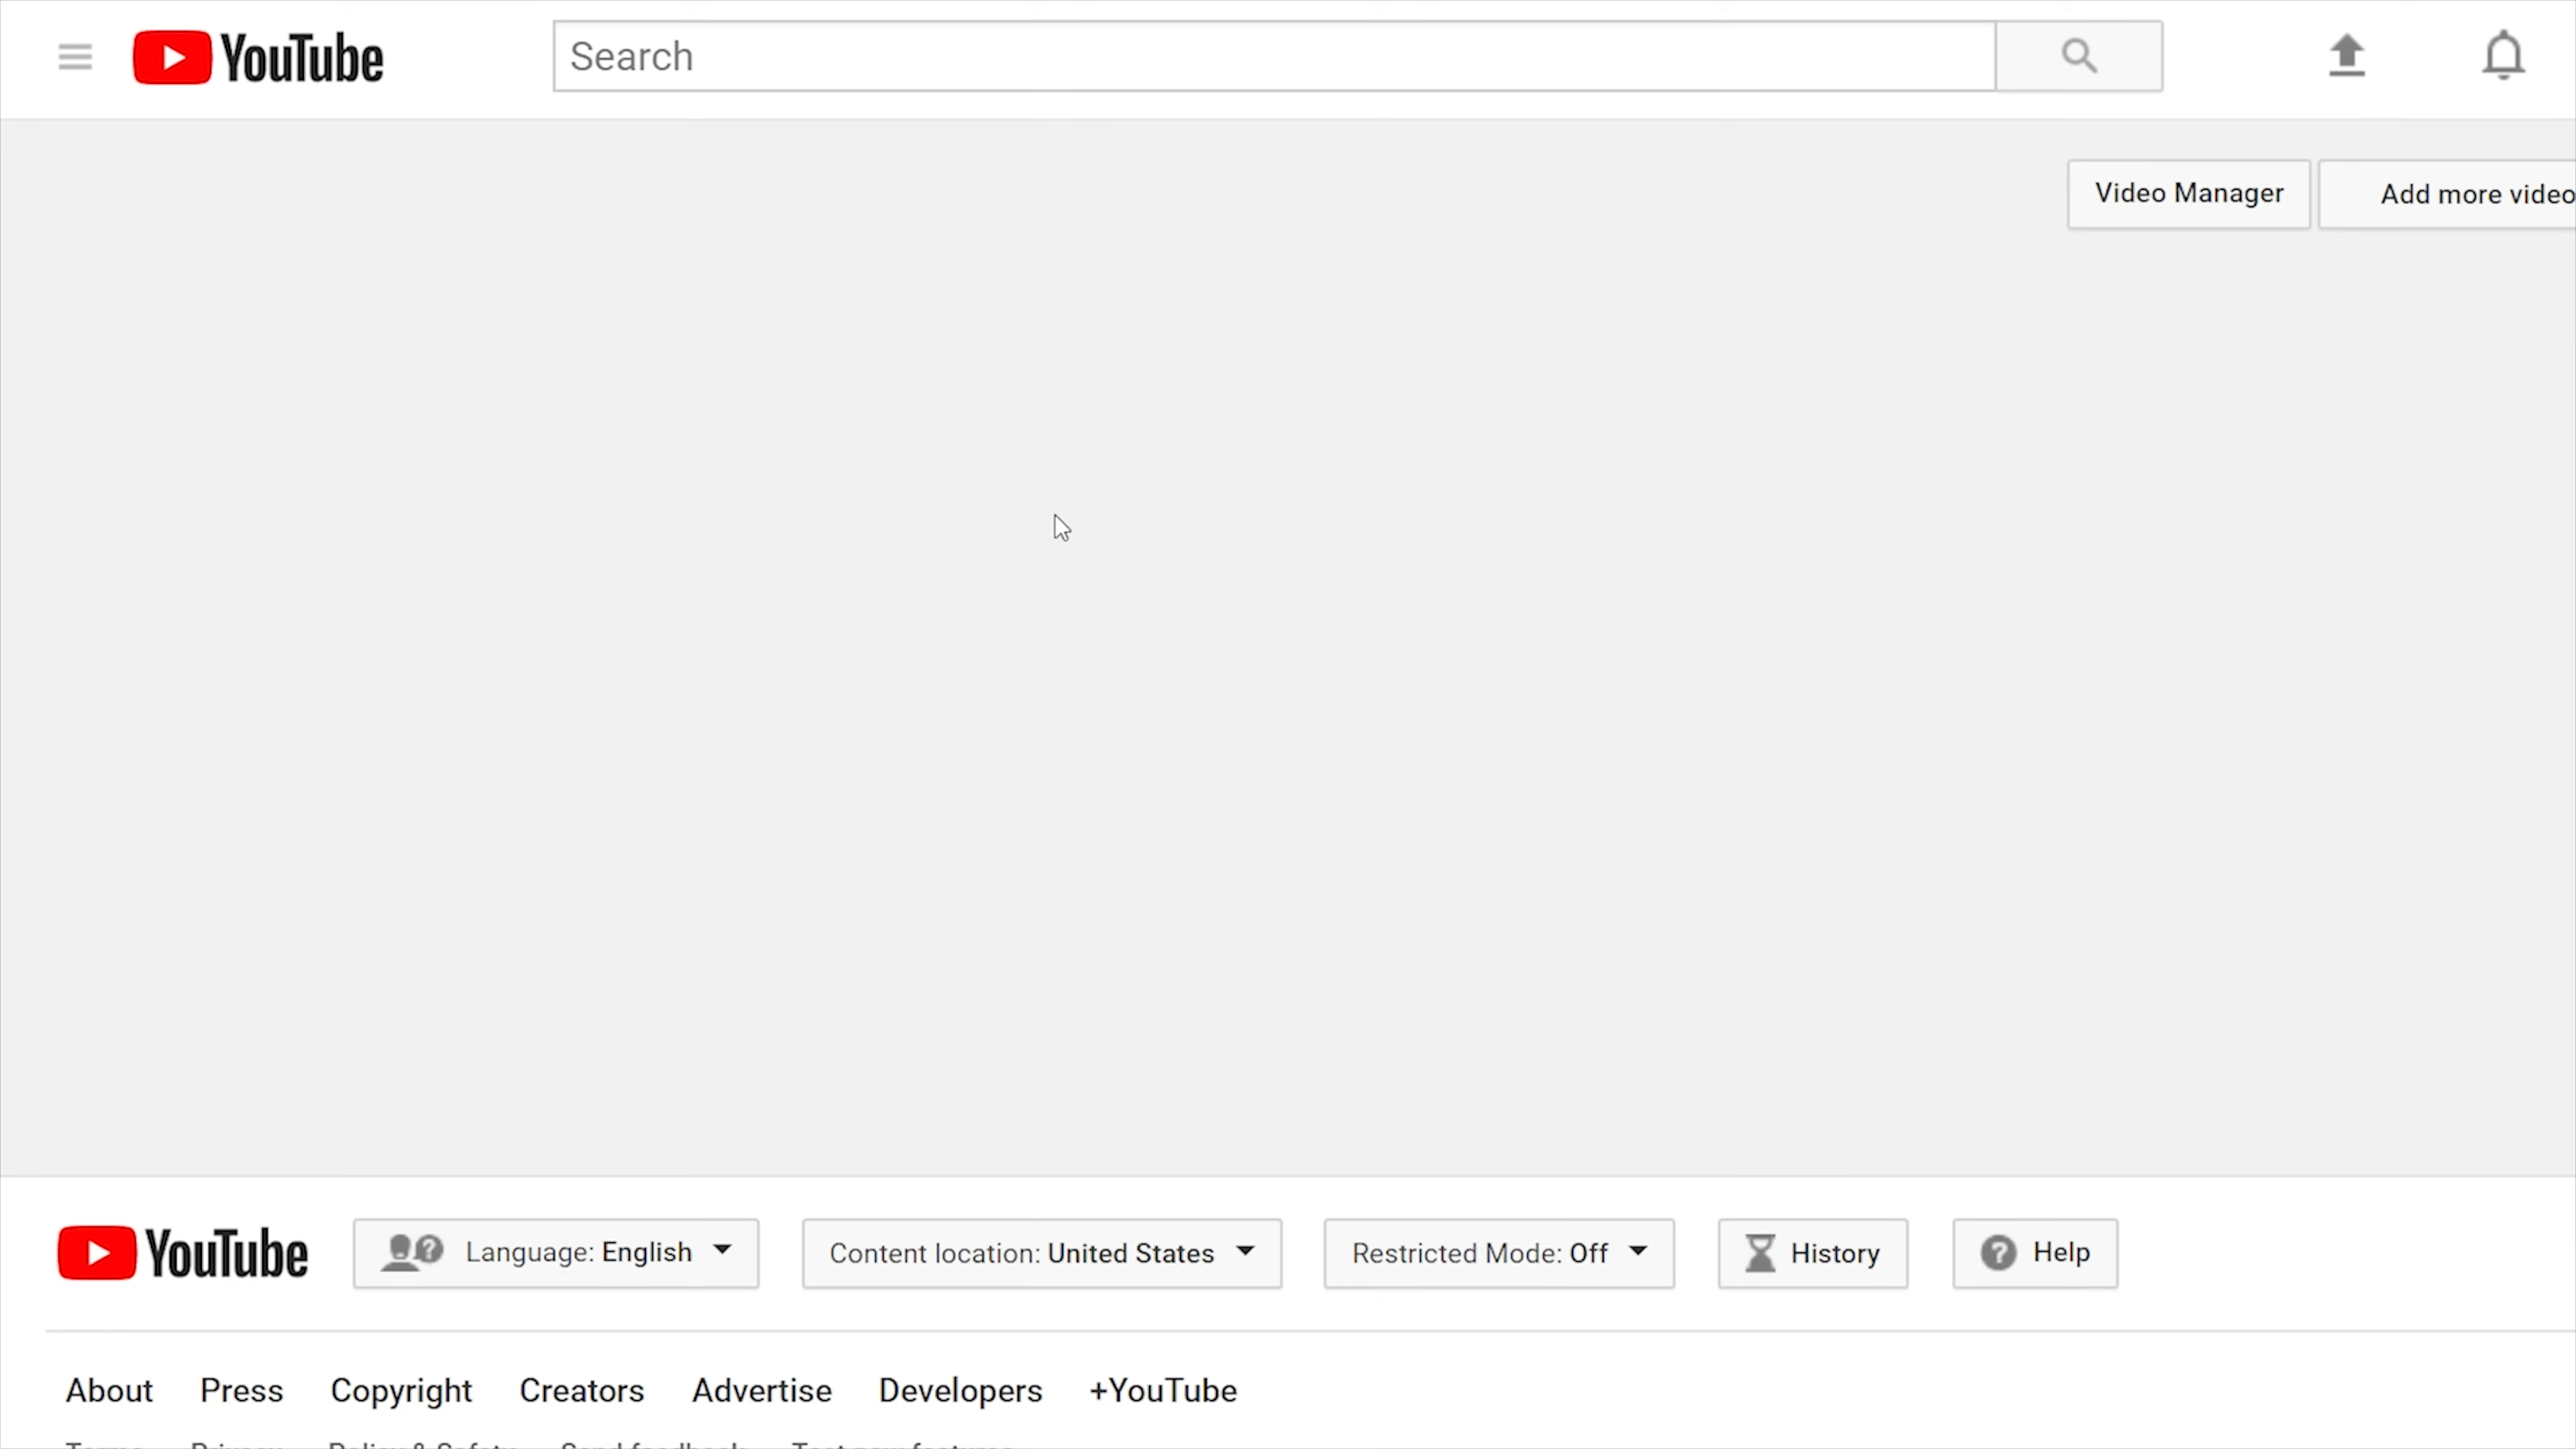 YouTube Search
Video Manager Add more video
YouTube Language: English Content location: United States Restricted Mode: Off History Help
About Press Copyright Creators Advertise Developers +YouTube